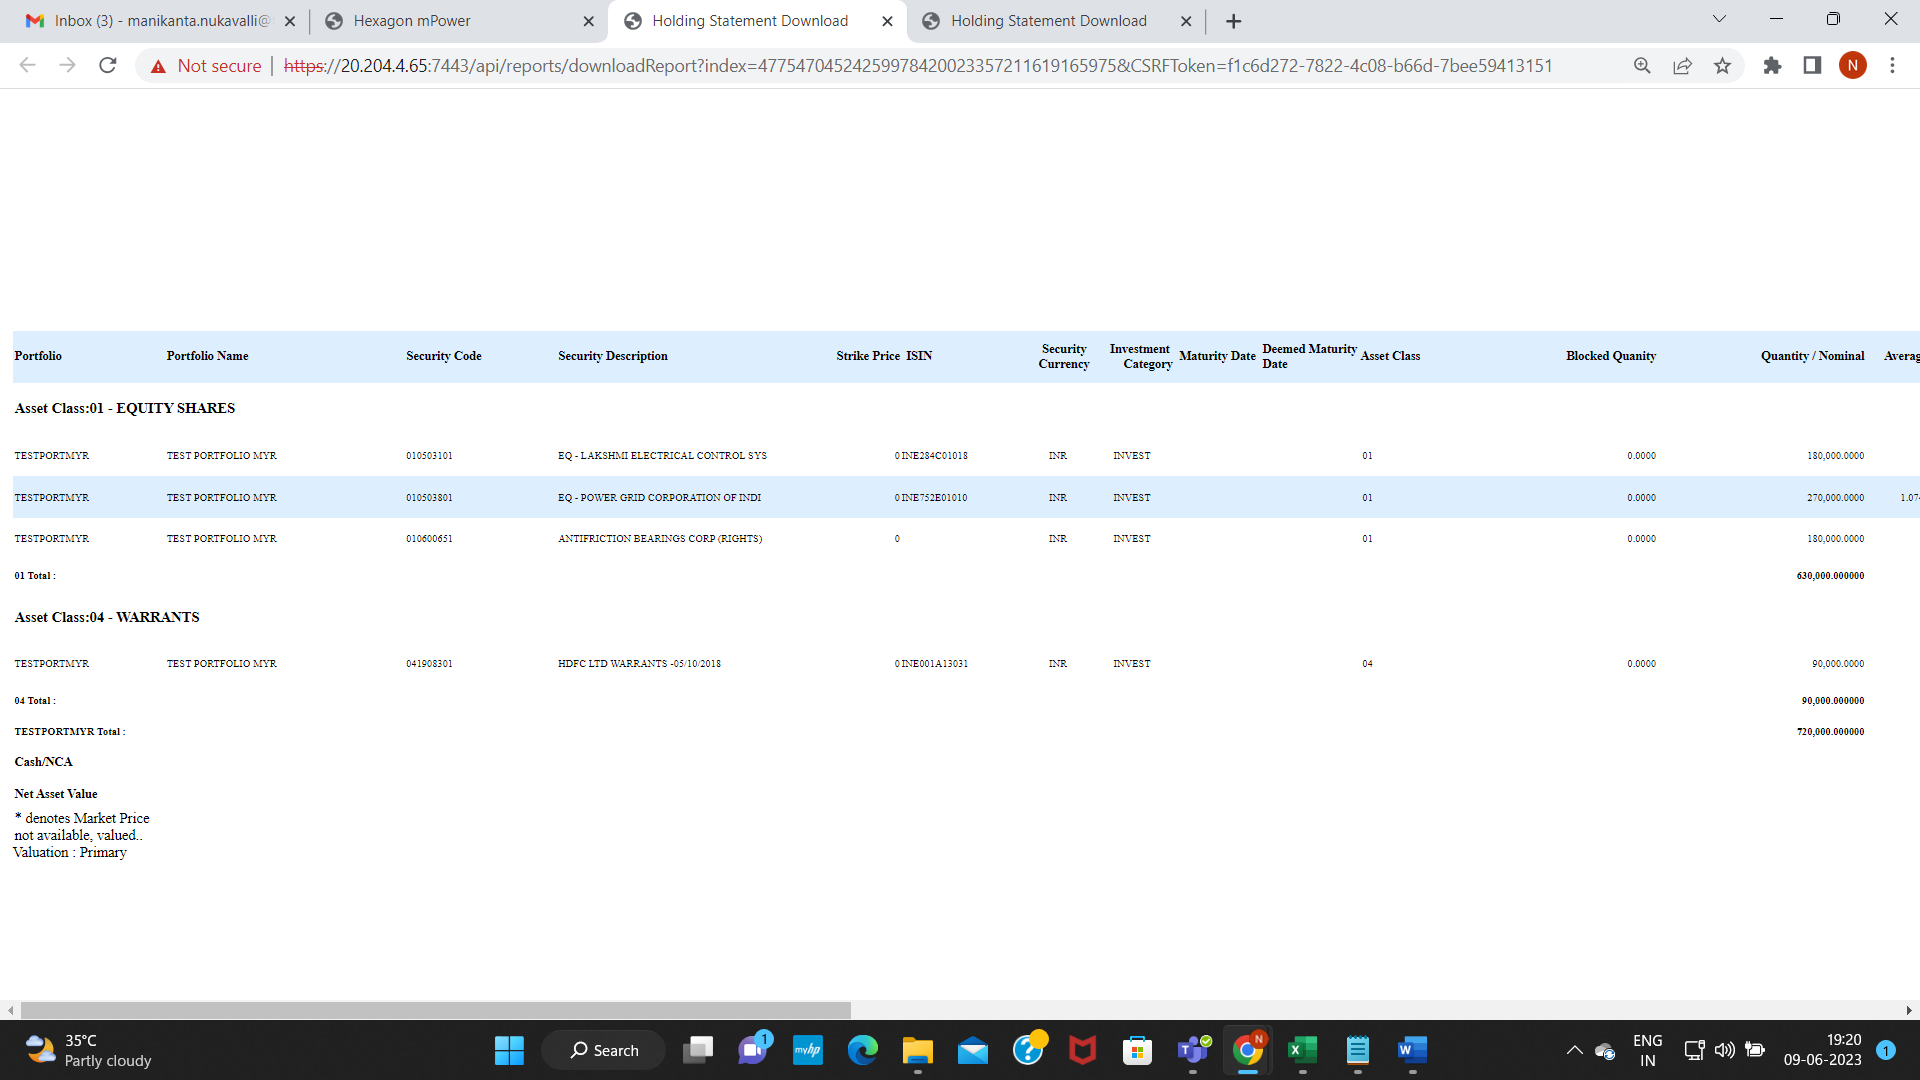 Inbox (3) - manikanta.nukavalli@
Hexagon mPower
Holding Statement Download
Holding Statement Download
Not secure
https://20.204.4.65:7443/api/reports/downloadReport?index=4775470452425997842002335721161916597​5&CSRFToken=f1c6d272-7822-4c08-b66d-7bee59413151
N
Portfolio Portfolio Name Security Code Security Description Strike Price ISIN Security Currency Investment Category Maturity Date Deemed Maturity Date Asset Class Blocked Quanity Quantity / Nominal Averag
Asset Class:01 - EQUITY SHARES
TESTPORTMYR TEST PORTFOLIO MYR 010503101 EQ - LAKSHMI ELECTRICAL CONTROL SYS 0 INE284C01018 INR INVEST 01 0.0000 180,000.0000
TESTPORTMYR TEST PORTFOLIO MYR 010503801 EQ - POWER GRID CORPORATION OF INDI 0 INE752E01010 INR INVEST 01 0.0000 270,000.0000 1.07
TESTPORTMYR TEST PORTFOLIO MYR 010600651 ANTIFRICTION BEARINGS CORP (RIGHTS) 0 INR INVEST 01 0.0000 180,000.0000
01 Total : 630,000.000000
Asset Class:04 - WARRANTS
TESTPORTMYR TEST PORTFOLIO MYR 041908301 HDFC LTD WARRANTS -05/10/2018 0 INE001A13031 INR INVEST 04 0.0000 90,000.0000
04 Total : 90,000.000000
TESTPORTMYR Total : 720,000.000000
Cash/NCA
Net Asset Value
* denotes Market Price
not available, valued..
Valuation : Primary
35°C
Partly cloudy
Search
1
myhp
N
ENG
IN
19:20
09-06-2023
1